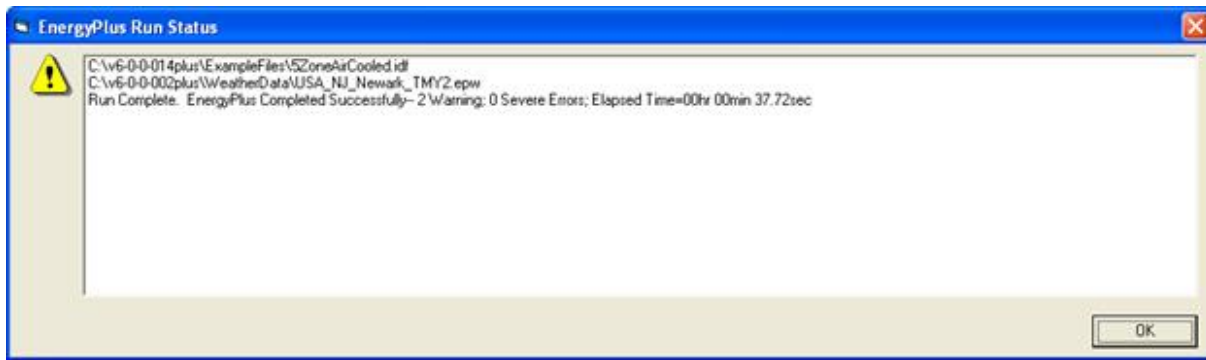 EnergyPlus Run Status
C:\v6-0-0-014plus\ExampleFiles\5ZoneAirCooled.idf
C:\v6-0-0-002plus\WeatherData\USA_NJ_Newark_TMY2.epw
Run Complete. EnergyPlus Completed Successfully-- 2 Warning; 0 Severe Errors; Elapsed Time=00hr 00min 37.72sec
OK